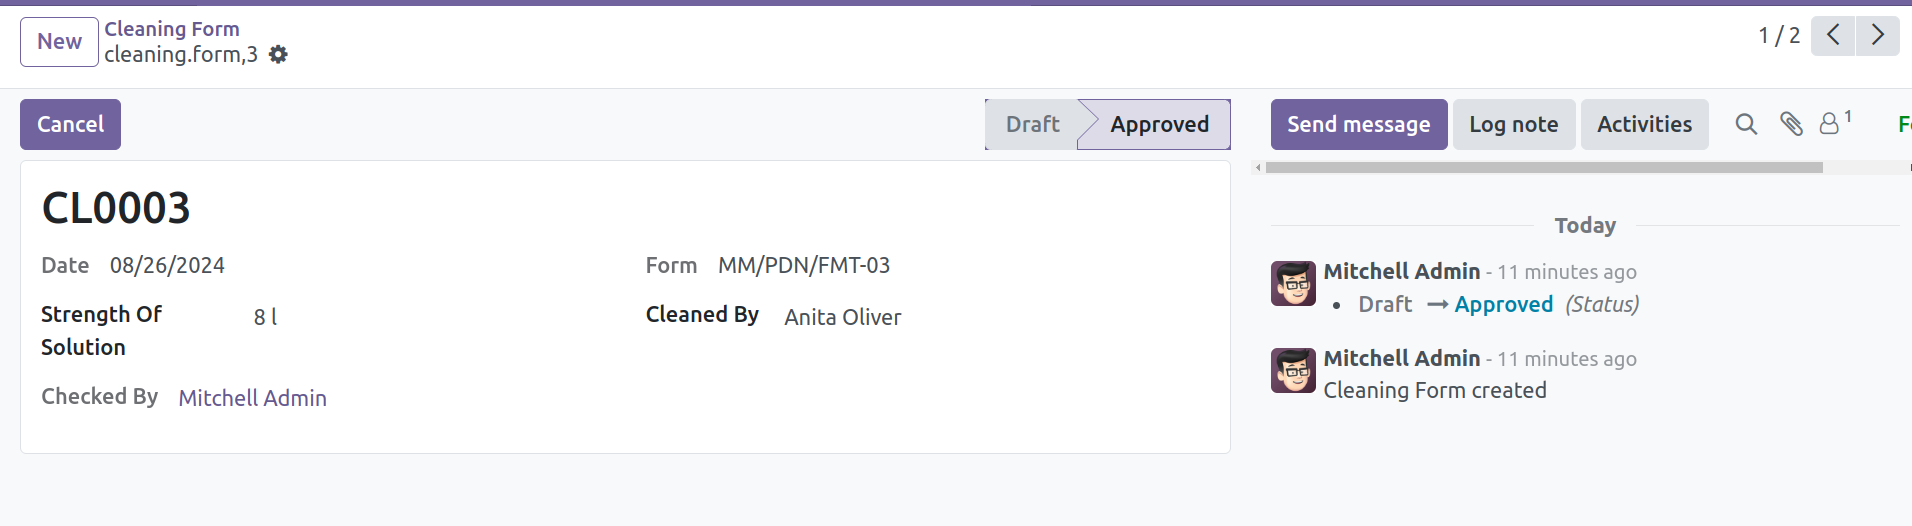 New
Cleaning Form
cleaning.form,3
1 / 2
Cancel
Draft
Approved
Send message
Log note
Activities
1
CL0003
Date 08/26/2024
Form MM/PDN/FMT-03
Strength Of Solution 8 l
Cleaned By Anita Oliver
Checked By Mitchell Admin
Today
Mitchell Admin - 11 minutes ago
• Draft → Approved (Status)
Mitchell Admin - 11 minutes ago
Cleaning Form created